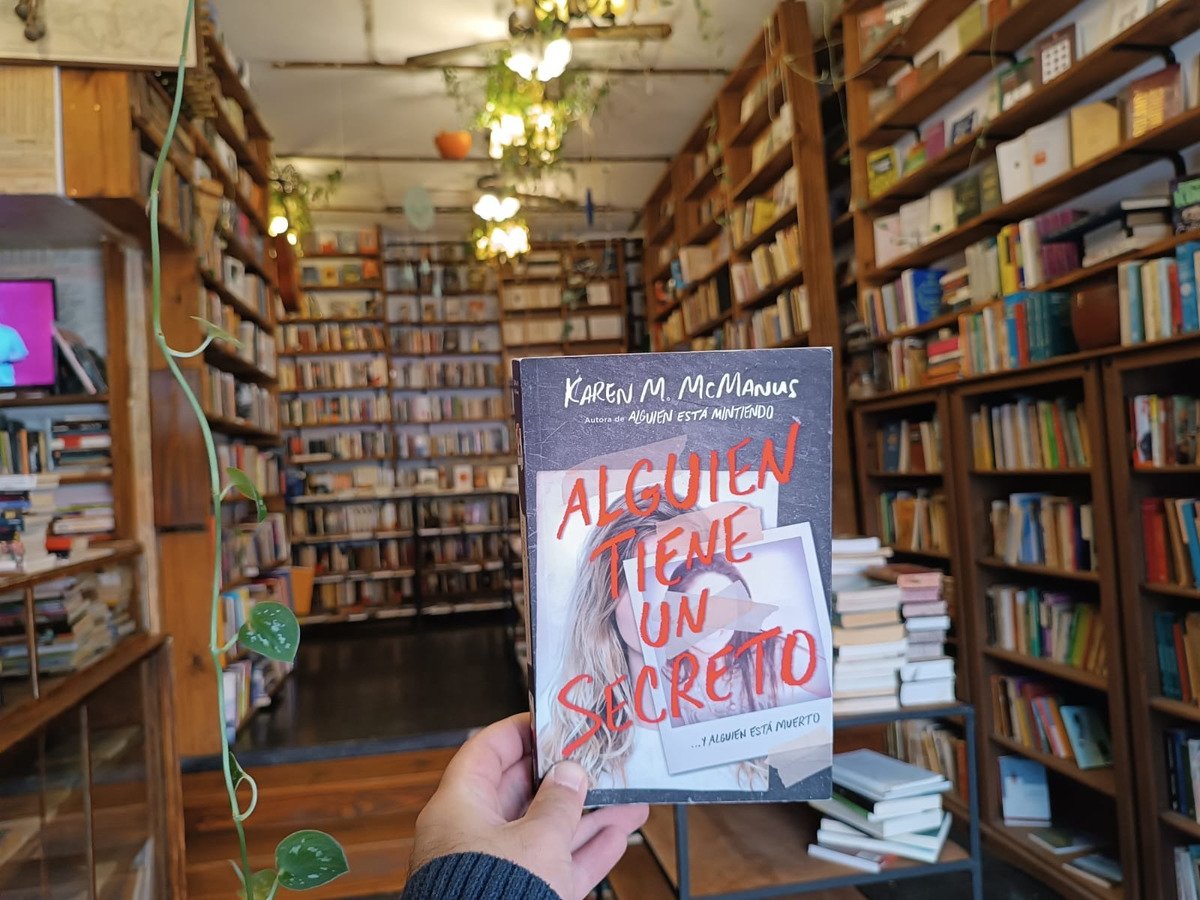 KAREN M. McMANUS
Autora de ALGUIEN ESTÁ MINTIENDO
ALGUIEN
TIENE
UN
SECRETO
...Y ALGUIEN ESTÁ MUERTO